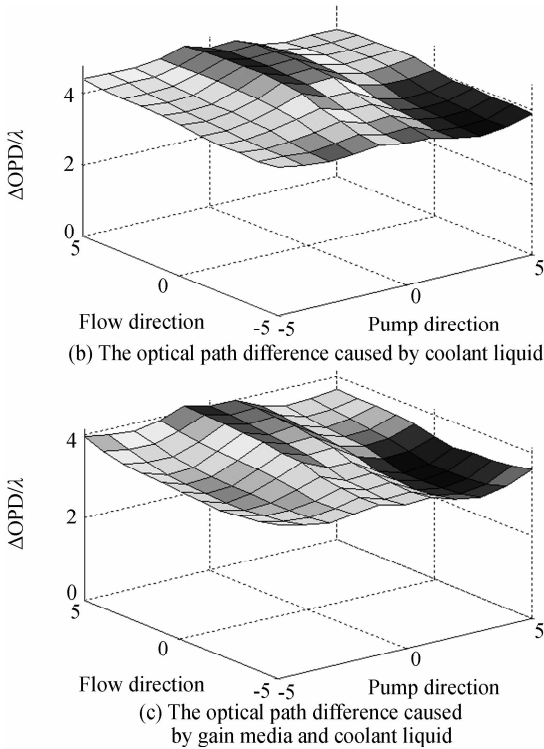 5
4
2
0
5
ΔOPD/λ
0
-5
-5
0
5
Flow direction
Pump direction
(b) The optical path difference caused by coolant liquid
4
2
0
5
ΔOPD/λ
0
-5
-5
0
5
Flow direction
Pump direction
(c) The optical path difference caused
by gain media and coolant liquid